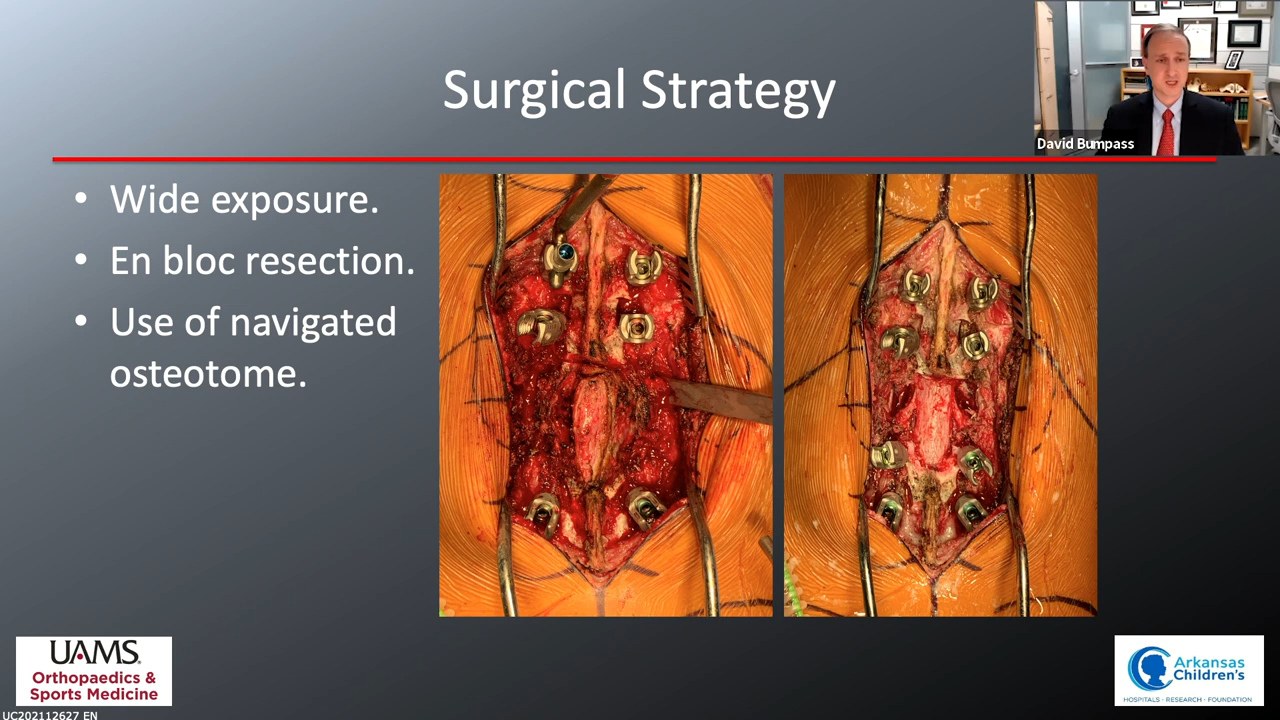 Surgical Strategy
David Bumpass
• Wide exposure.
• En bloc resection.
• Use of navigated
osteotome.
UAMS.
Orthopaedics &
Sports Medicine
Arkansas
Children's
HOSPITALS • RESEARCH • FOUNDATION
UC202112627 EN